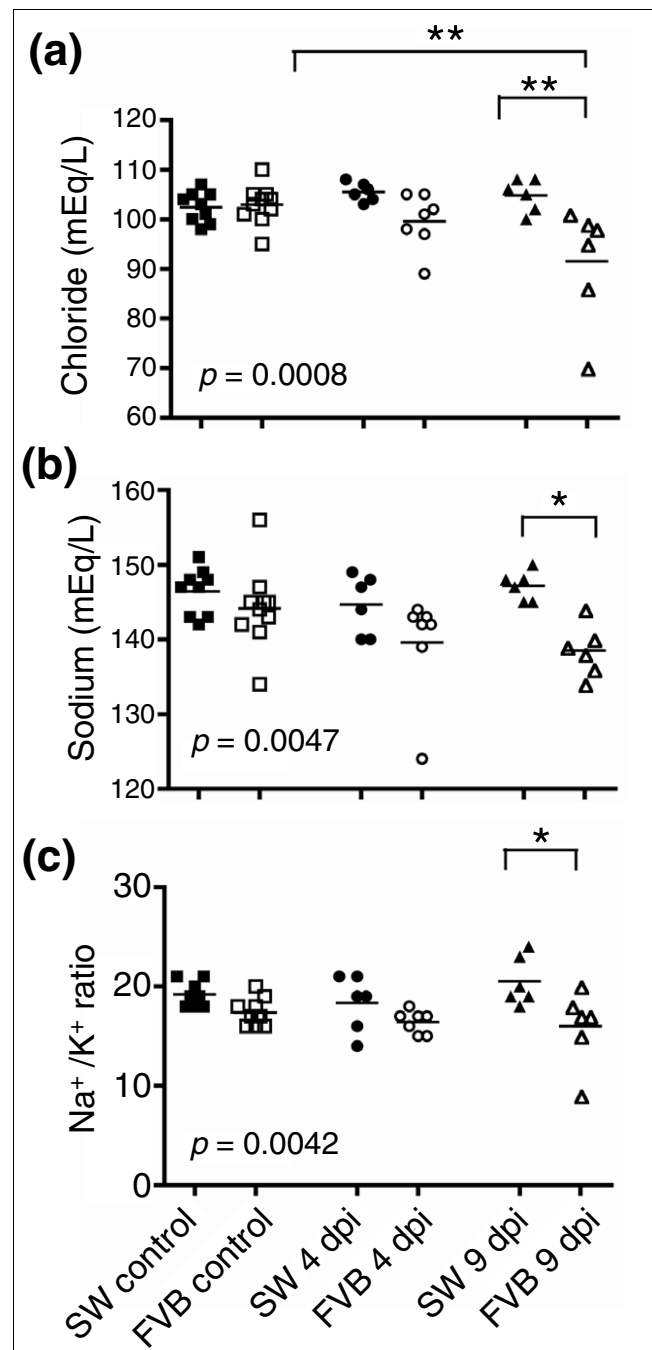 (a)
**
**
Chloride (mEq/L)
120
110
100
90
80
70
60
p = 0.0008
(b)
*
Sodium (mEq/L)
160
150
140
130
120
p = 0.0047
(c)
*
Na⁺ /K⁺ ratio
30
20
10
0
p = 0.0042
SW control
FVB control
SW 4 dpi
FVB 4 dpi
SW 9 dpi
FVB 9 dpi